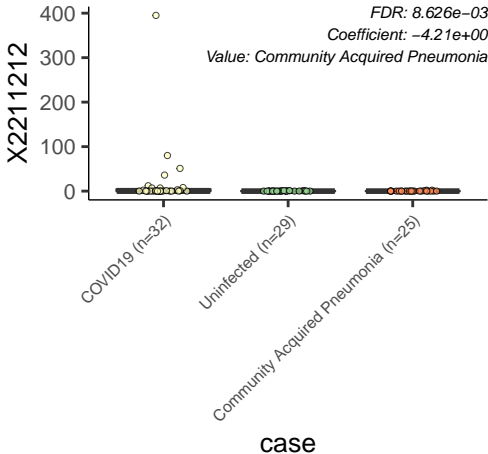 FDR: 8.626e−03
Coefficient: −4.21e+00
Value: Community Acquired Pneumonia
400
300
200
100
0
X2211212
COVID19 (n=32)
Uninfected (n=29)
Community Acquired Pneumonia (n=25)
case